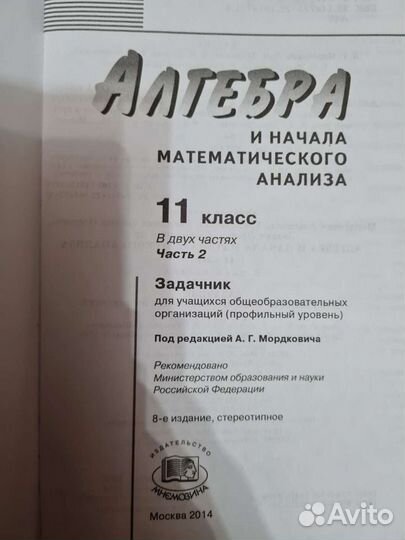 АЛГЕБРА
И НАЧАЛА
МАТЕМАТИЧЕСКОГО
АНАЛИЗА
11 класс
В двух частях
Часть 2
Задачник
для учащихся общеобразовательных
организаций (профильный уровень)
Под редакцией А. Г. Мордковича
Рекомендовано
Министерством образования и науки
Российской Федерации
8-е издание, стереотипное
ИЗДАТЕЛЬСТВО
МНЕМОЗИНА
Москва 2014
Avito